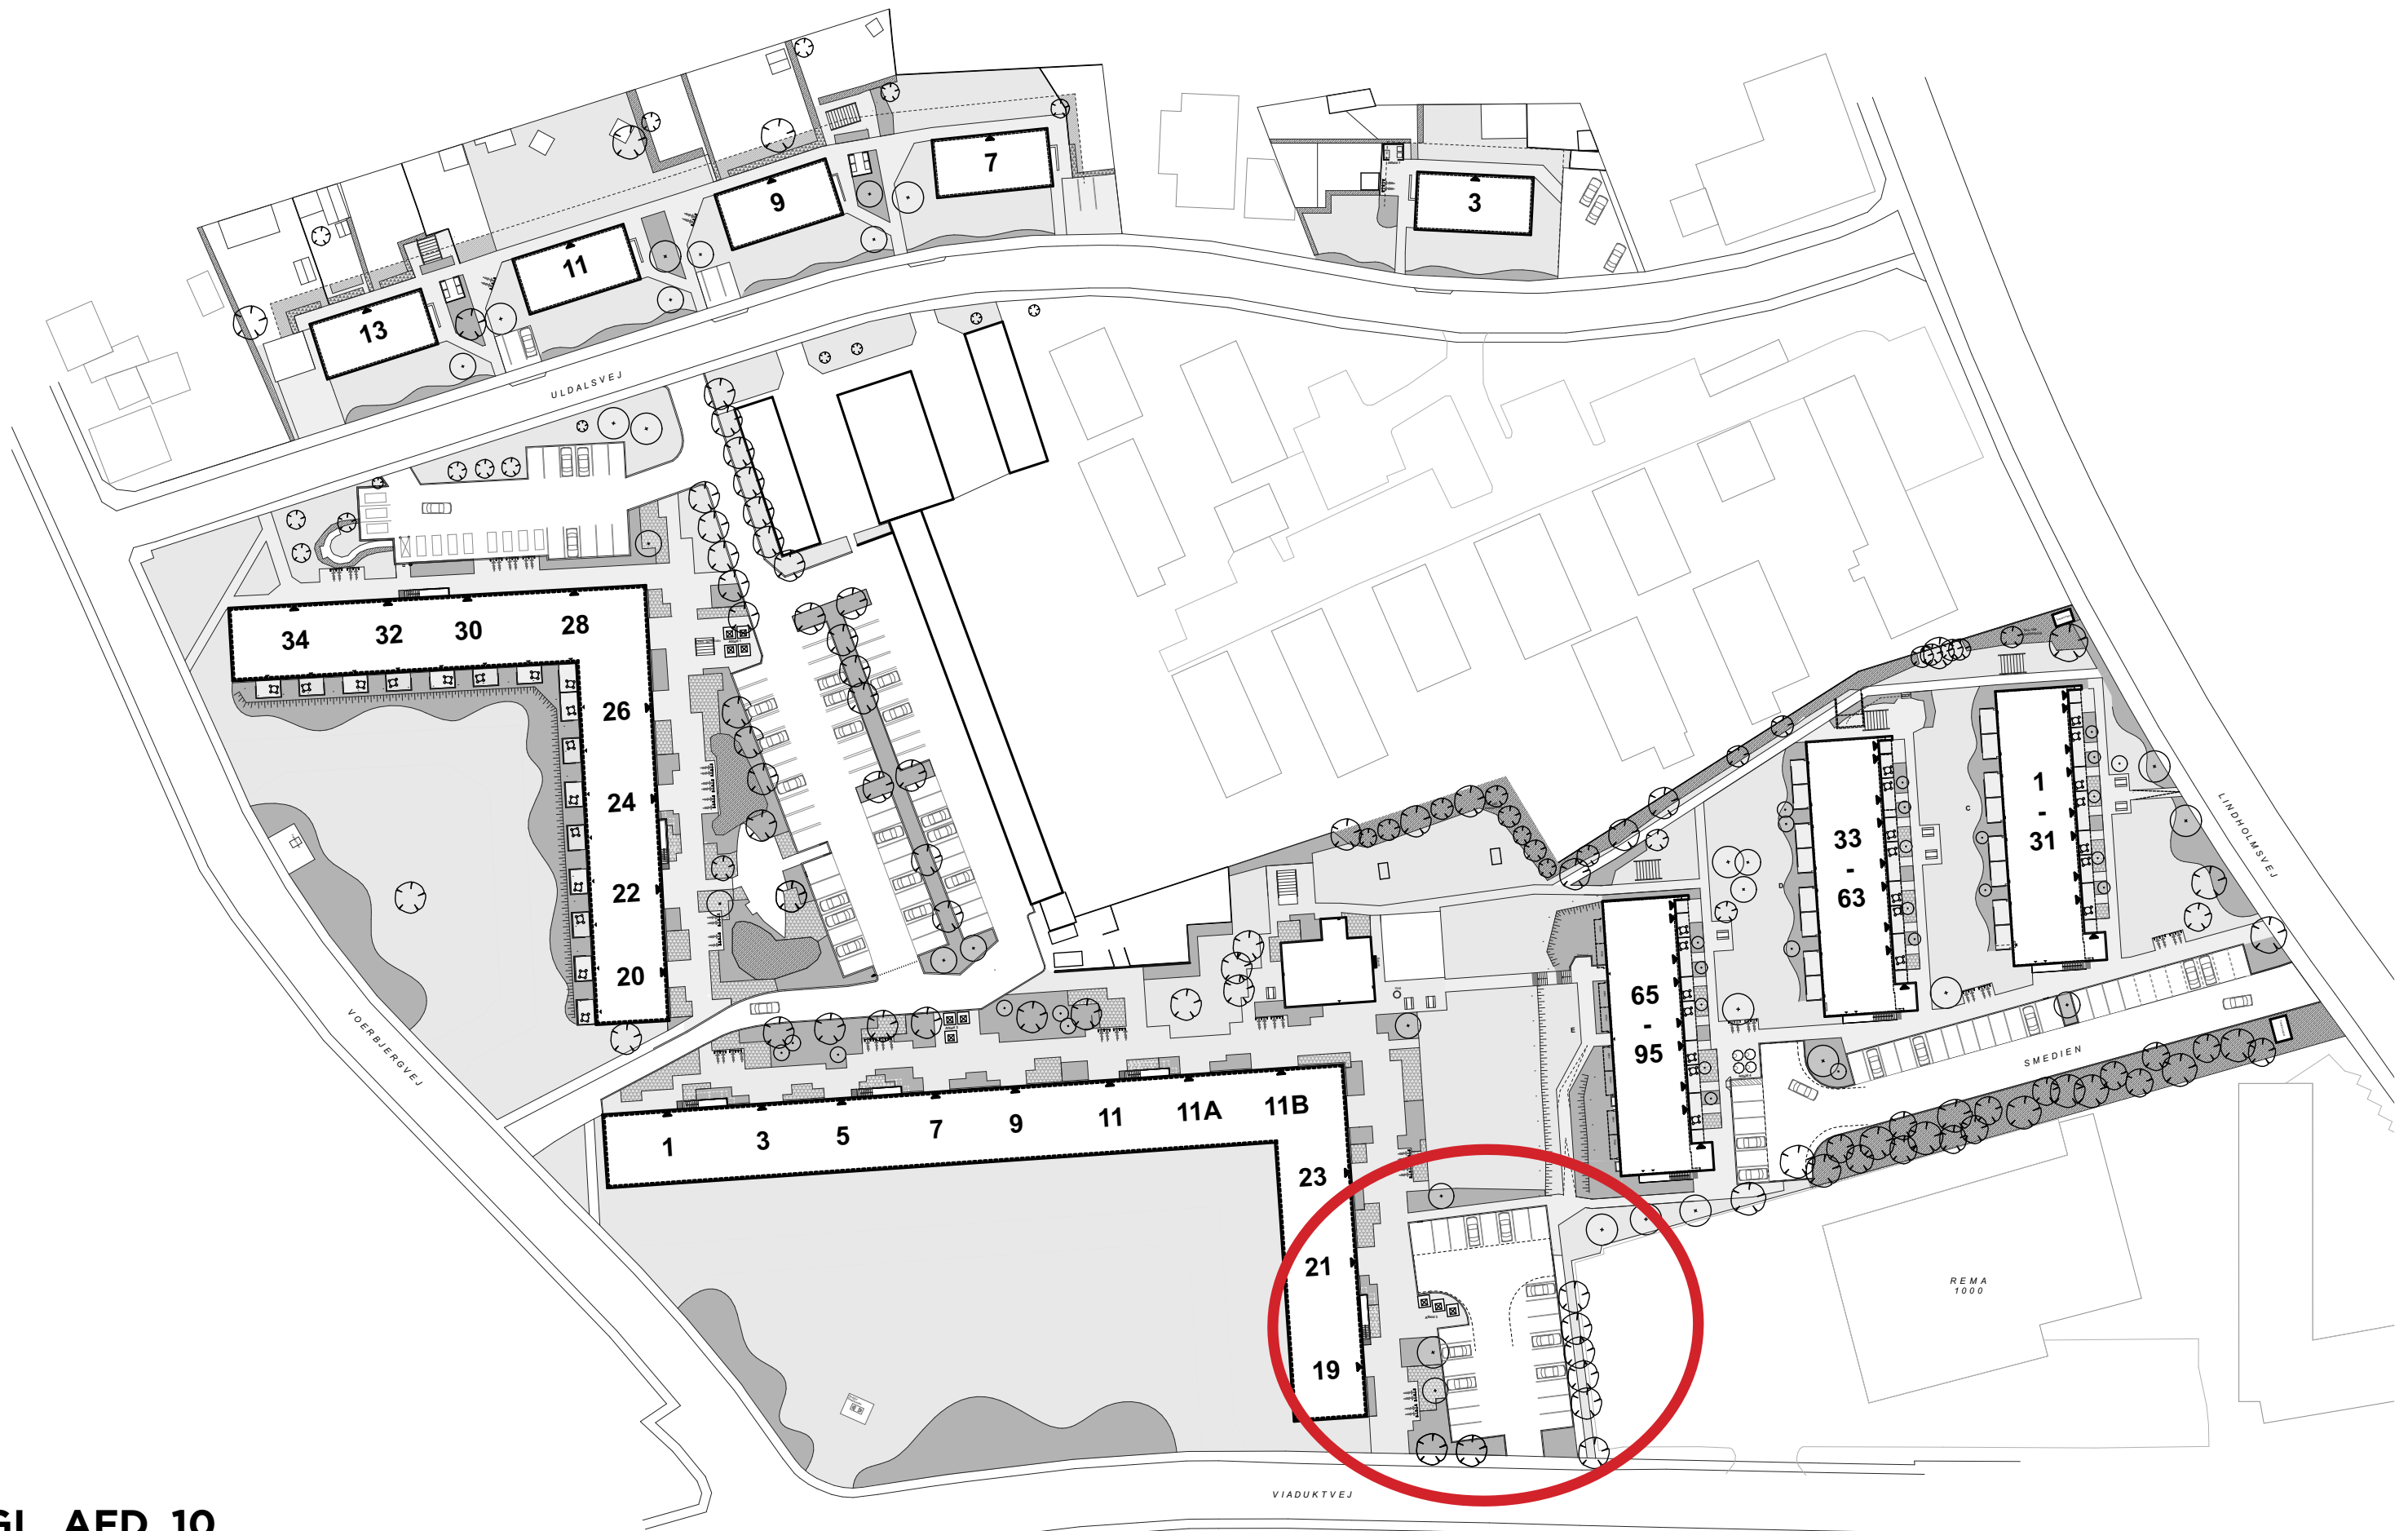 7
3
9
11
13
ULDALSVEJ
34
32
30
28
26
24
22
20
1
-
31
33
-
63
65
-
95
C
D
E
LINDHOLMSVEJ
SMEDIEN
VOERBJERGVEJ
1
3
5
7
9
11
11A
11B
23
21
19
REMA
1000
VIADUKTVEJ
AFD. 10